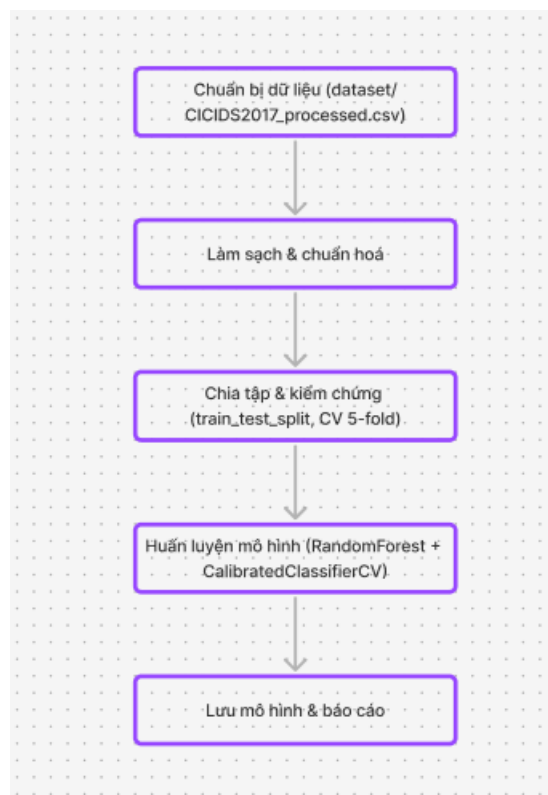 Chuẩn bị dữ liệu (dataset/
CICIDS2017_processed.csv)
Làm sạch & chuẩn hoá
Chia tập & kiểm chứng
(train_test_split, CV 5-fold)
Huấn luyện mô hình (RandomForest +
CalibratedClassifierCV)
Lưu mô hình & báo cáo